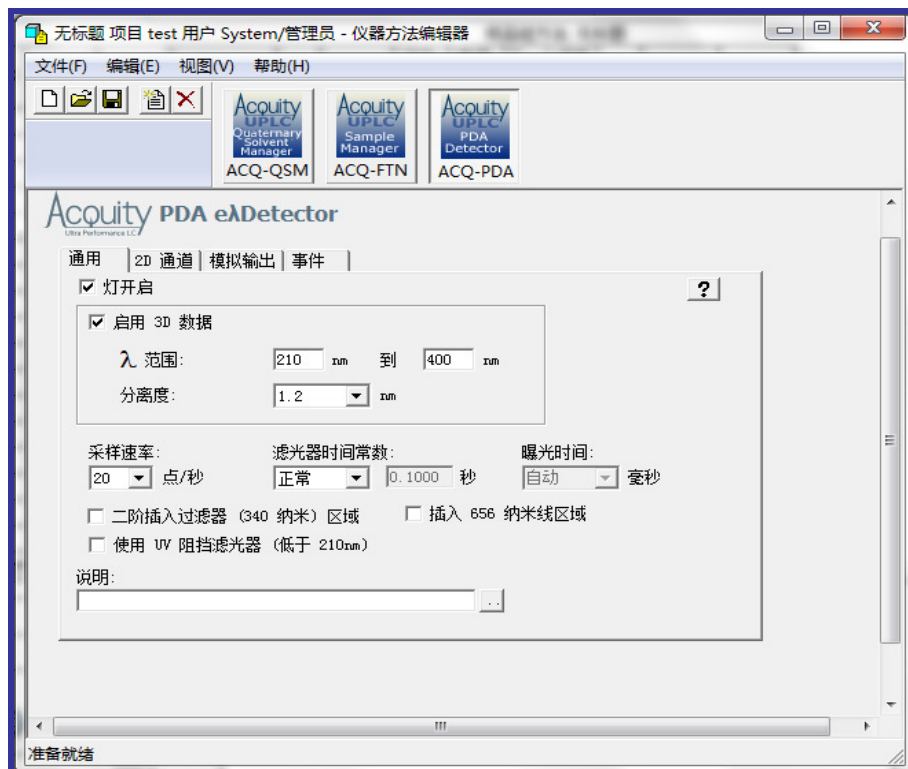 无标题 项目 test 用户 System/管理员 - 仪器方法编辑器
文件(F) 编辑(E) 视图(V) 帮助(H)
Acquity UPLC Quaternary Solvent Manager
ACQ-QSM
Acquity UPLC Sample Manager
ACQ-FTN
Acquity UPLC PDA Detector
ACQ-PDA
Acquity PDA eλDetector
Ultra Performance LC
通用 2D 通道 模拟输出 事件
灯开启 ?
启用 3D 数据
λ 范围: 210 nm 到 400 nm
分离度: 1.2 nm
采样速率: 滤光器时间常数: 曝光时间:
20 点/秒 正常 0.1000 秒 自动 毫秒
二阶插入过滤器 (340 纳米) 区域 插入 656 纳米线区域
使用 UV 阻挡滤光器 (低于 210nm)
说明:
..
准备就绪